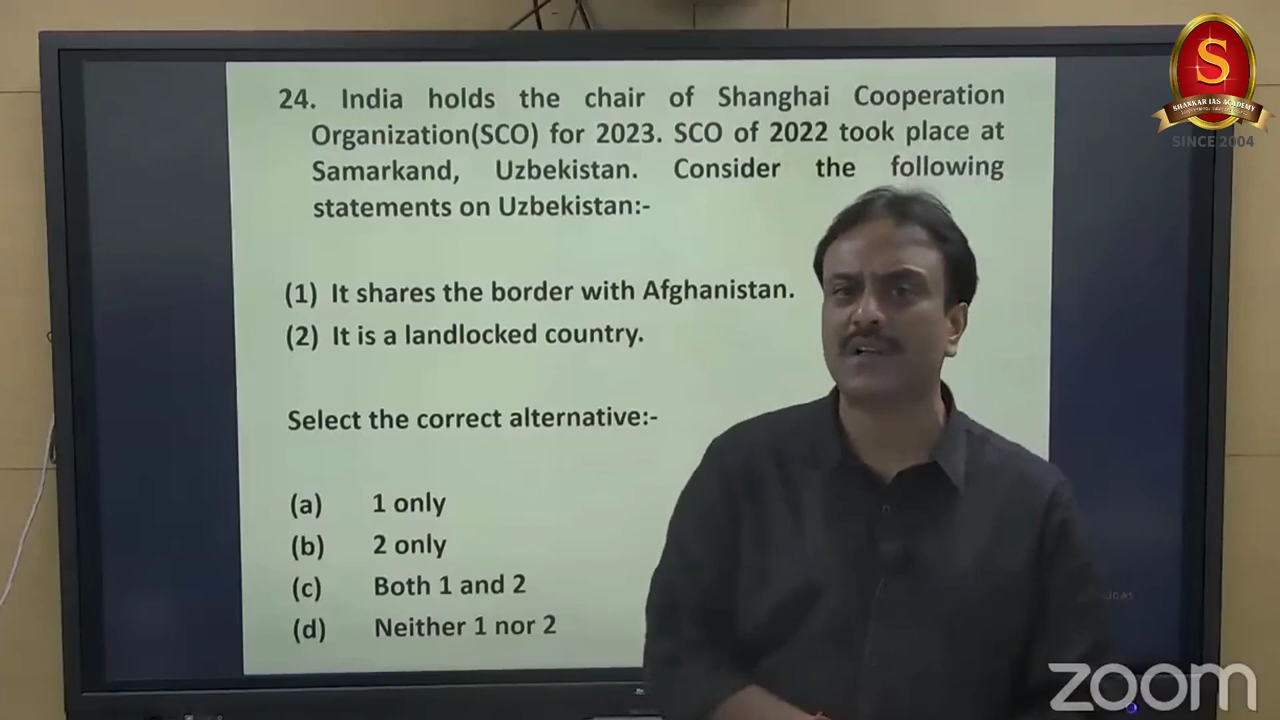 S
SHANKAR IAS ACADEMY
SINCE 2004
24. India holds the chair of Shanghai Cooperation
Organization(SCO) for 2023. SCO of 2022 took place at
Samarkand, Uzbekistan. Consider the following
statements on Uzbekistan:-
(1) It shares the border with Afghanistan.
(2) It is a landlocked country.
Select the correct alternative:-
(a) 1 only
(b) 2 only
(c) Both 1 and 2
(d) Neither 1 nor 2
zoom